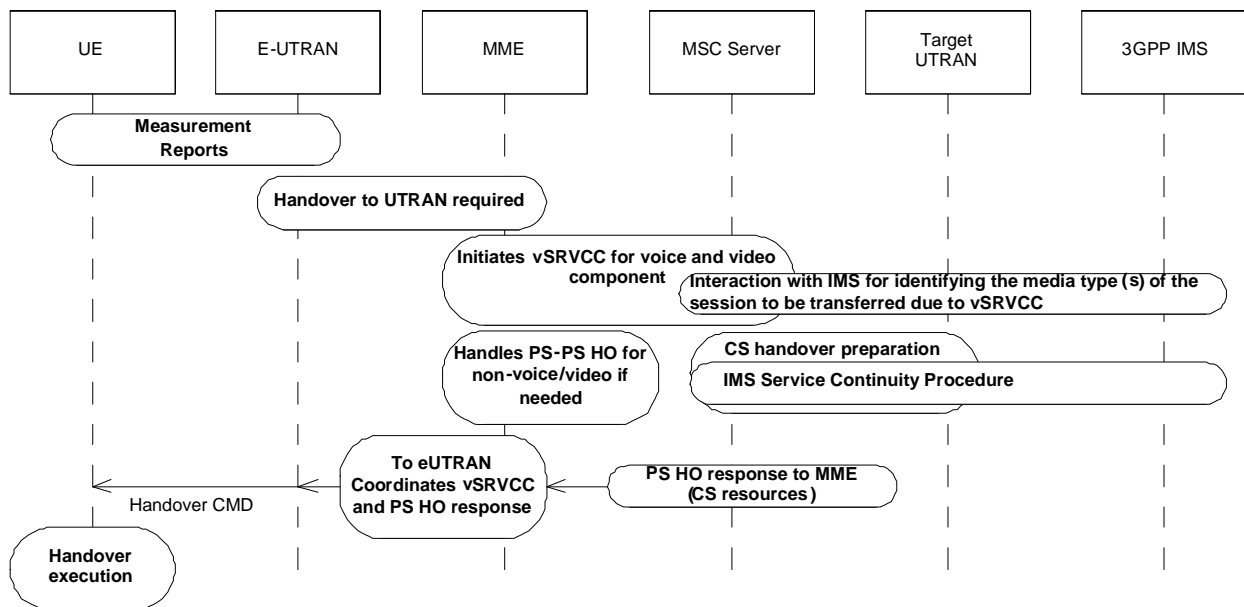 UE
E-UTRAN
MME
MSC Server
Target
UTRAN
3GPP IMS
Measurement
Reports
Handover to UTRAN required
Initiates vSRVCC for voice and video
component
Interaction with IMS for identifying the media type (s) of the
session to be transferred due to vSRVCC
Handles PS-PS HO for
non-voice/video if
needed
CS handover preparation
IMS Service Continuity Procedure
To eUTRAN
Coordinates vSRVCC
and PS HO response
PS HO response to MME
(CS resources)
Handover CMD
Handover
execution